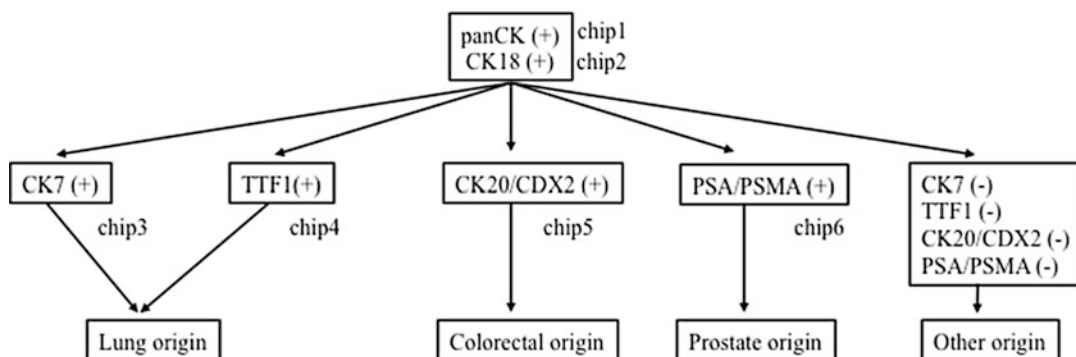 panCK (+) chip1
CK18 (+) chip2
CK7 (+)
TTF1(+)
CK20/CDX2 (+)
PSA/PSMA (+)
CK7 (-)
TTF1 (-)
CK20/CDX2 (-)
PSA/PSMA (-)
chip3
chip4
chip5
chip6
Lung origin
Colorectal origin
Prostate origin
Other origin